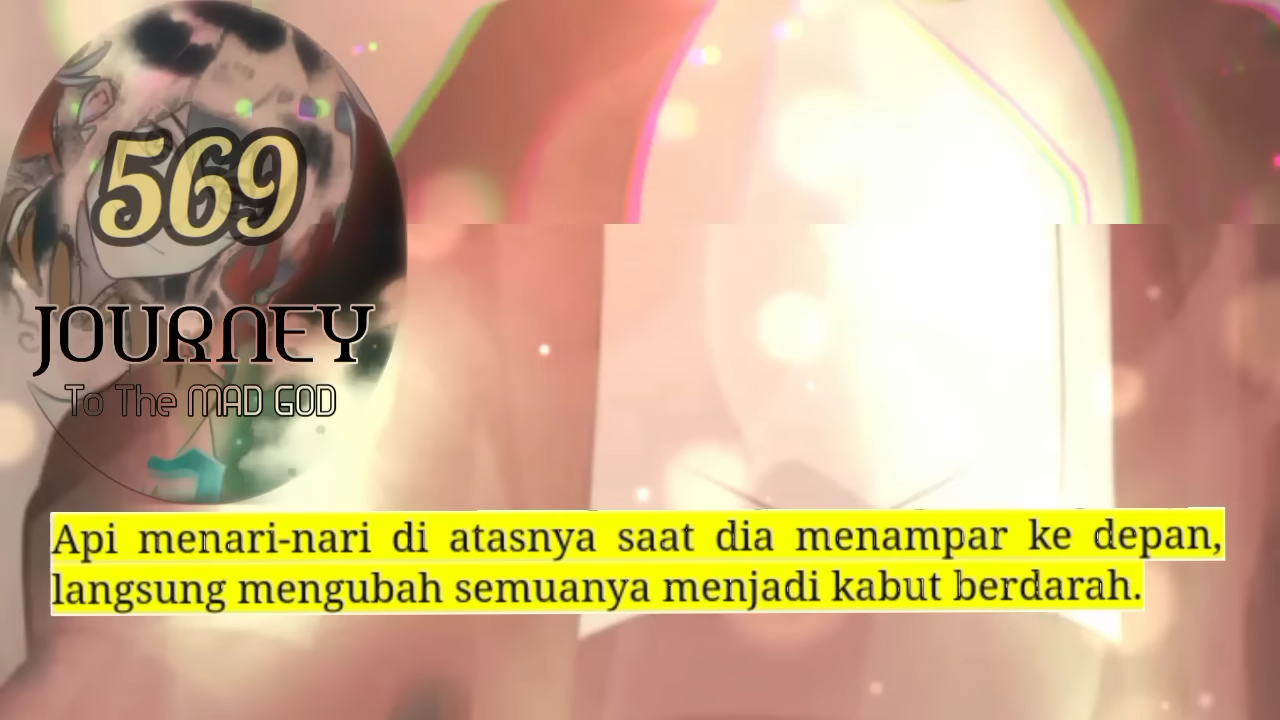 569
JOURNEY
To The MAD GOD
Api menari-nari di atasnya saat dia menampar ke depan,
langsung mengubah semuanya menjadi kabut berdarah.